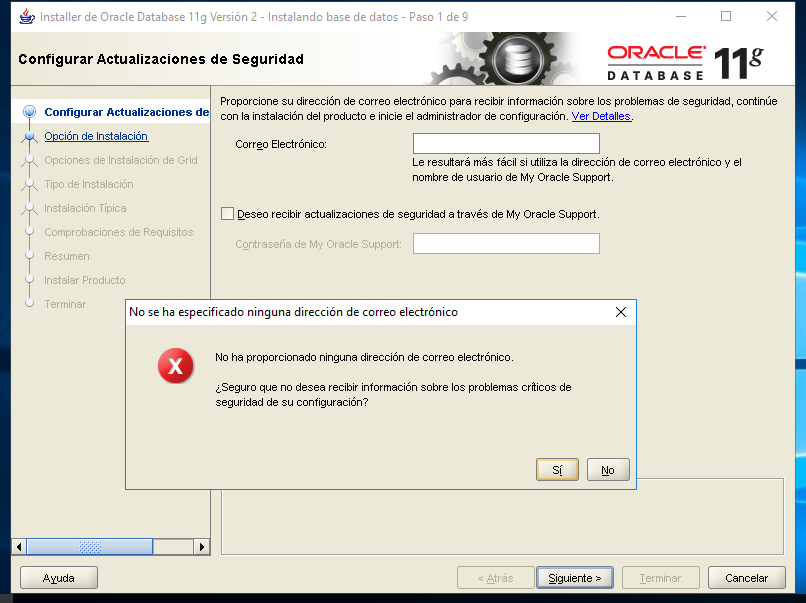 Installer de Oracle Database 11g Versión 2 - Instalando base de datos - Paso 1 de 9
Configurar Actualizaciones de Seguridad
ORACLE
DATABASE
11g
Configurar Actualizaciones de
Opción de Instalación
Opciones de Instalación de Grid
Tipo de Instalación
Instalación Típica
Comprobaciones de Requisitos
Resumen
Instalar Producto
Terminar
Proporcione su dirección de correo electrónico para recibir información sobre los problemas de seguridad, continúe
con la instalación del producto e inicie el administrador de configuración. Ver Detalles.
Correo Electrónico:
Le resultará más fácil si utiliza la dirección de correo electrónico y el
nombre de usuario de My Oracle Support.
Deseo recibir actualizaciones de seguridad a través de My Oracle Support.
Contraseña de My Oracle Support:
No se ha especificado ninguna dirección de correo electrónico
No ha proporcionado ninguna dirección de correo electrónico.
¿Seguro que no desea recibir información sobre los problemas críticos de
seguridad de su configuración?
Sí
No
Ayuda
< Atrás
Siguiente >
Terminar
Cancelar